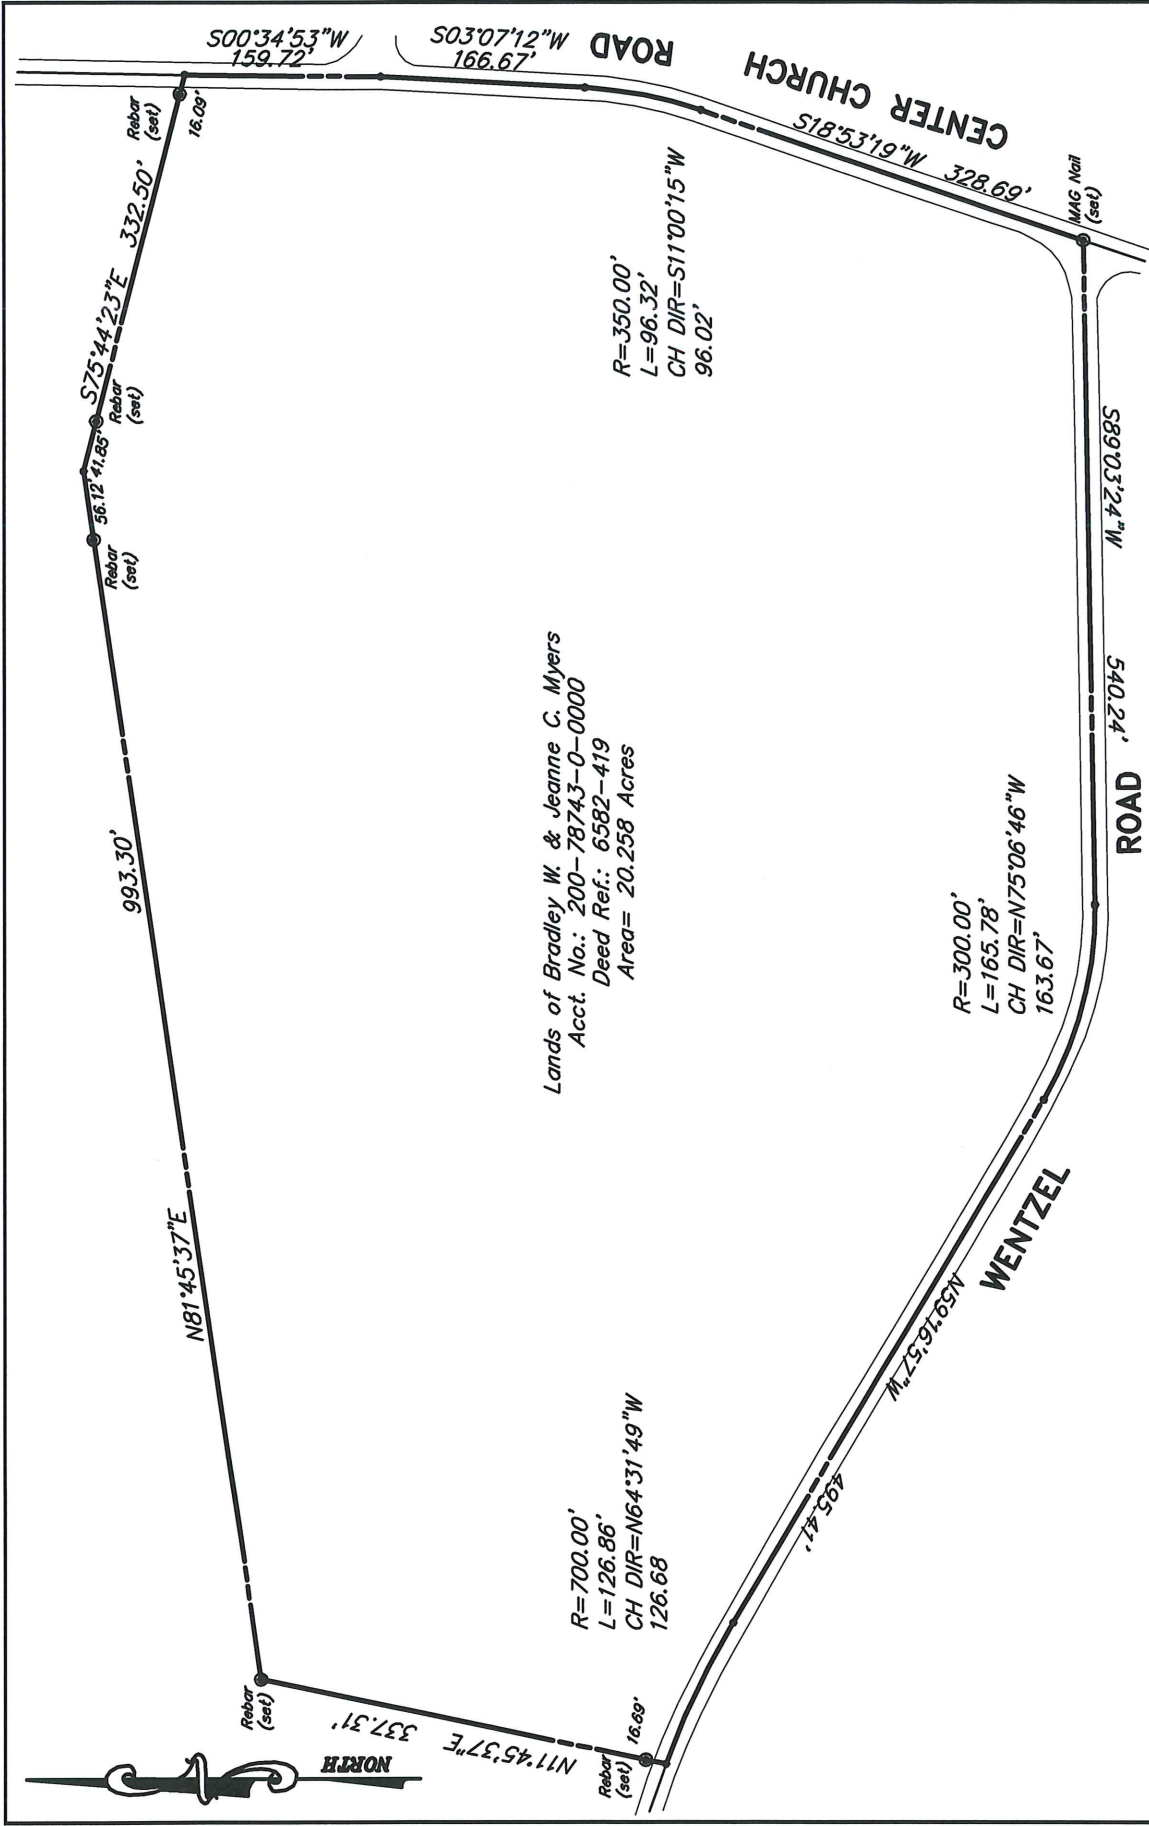 S00°34'53"W
159.72'
S03°07'12"W
166.67'
CENTER CHURCH ROAD
S18°53'19"W 328.69'
MAG Nail
(set)
Rebar
(set)
16.09'
S75°44'23"E 332.50'
Rebar
(set)
41.85'
56.12'
Rebar
(set)
993.30'
N81°45'37"E
R=350.00'
L=96.32'
CH DIR=S11°00'15"W
96.02'
S89°03'24"W 540.24'
Lands of Bradley W. & Jeanne C. Myers
Acct. No.: 200-78743-0-0000
Deed Ref.: 6582-419
Area= 20.258 Acres
R=300.00'
L=165.78'
CH DIR=N75°06'46"W
163.67'
WENTZEL ROAD
N59°16'57"W
495.41'
R=700.00'
L=126.86'
CH DIR=N64°31'49"W
126.68
Rebar
(set)
N11°45'37"E 337.31'
Rebar
(set)
16.69'
NORTH